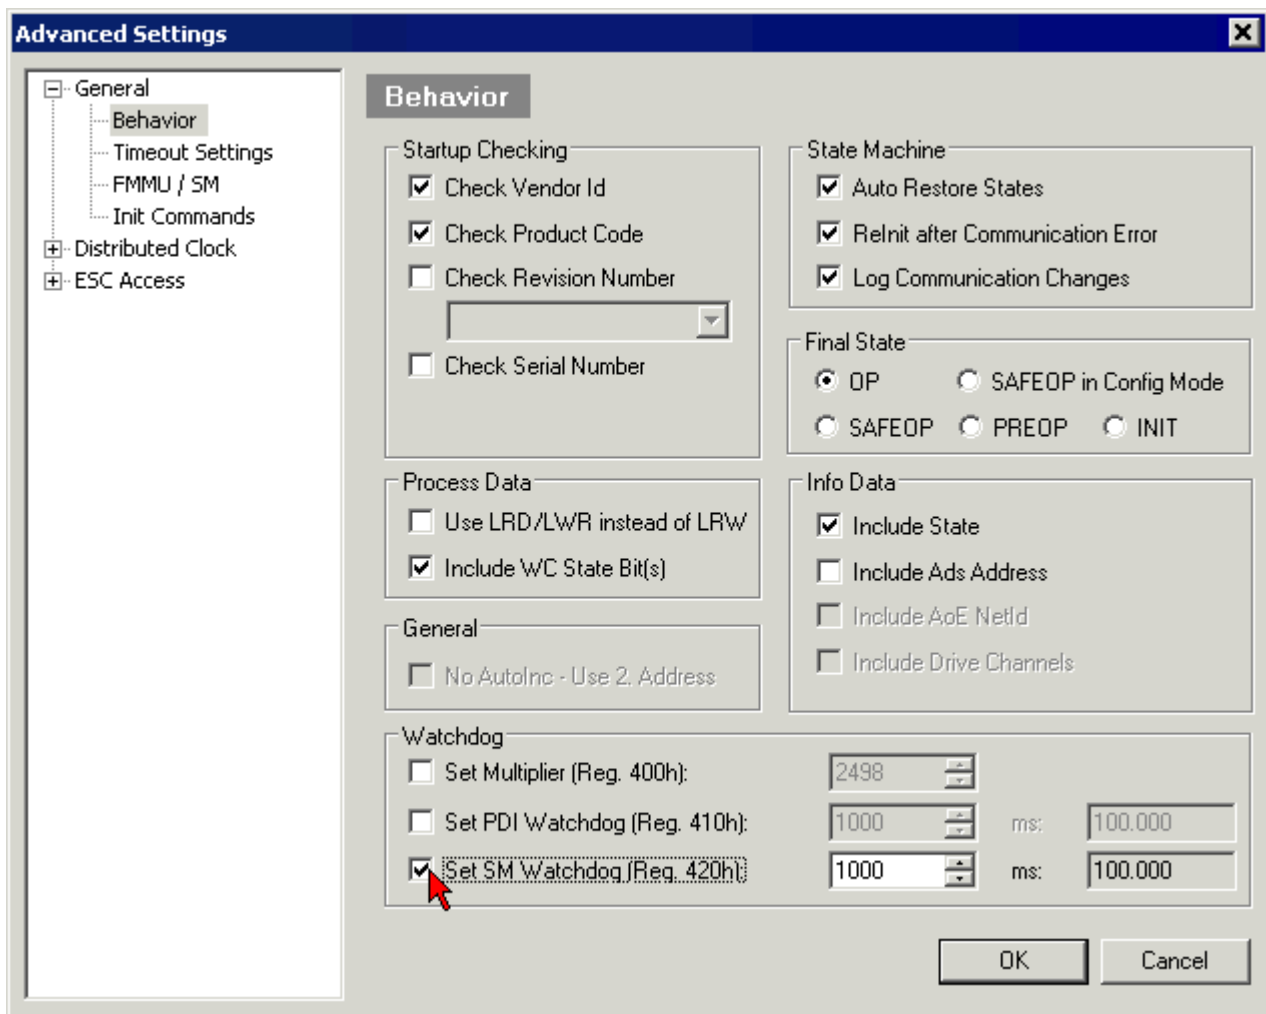 Advanced Settings
General
Behavior
Timeout Settings
FMMU / SM
Init Commands
Distributed Clock
ESC Access
Behavior
Startup Checking
Check Vendor Id
Check Product Code
Check Revision Number
Check Serial Number
State Machine
Auto Restore States
ReInit after Communication Error
Log Communication Changes
Final State
OP SAFEOP in Config Mode
SAFEOP PREOP INIT
Process Data
Use LRD/LWR instead of LRW
Include WC State Bit(s)
Info Data
Include State
Include Ads Address
Include AoE NetId
Include Drive Channels
General
No AutoInc - Use 2. Address
Watchdog
Set Multiplier (Reg. 400h): 2498
Set PDI Watchdog (Reg. 410h): 1000 ms: 100.000
Set SM Watchdog (Reg. 420h): 1000 ms: 100.000
OK Cancel